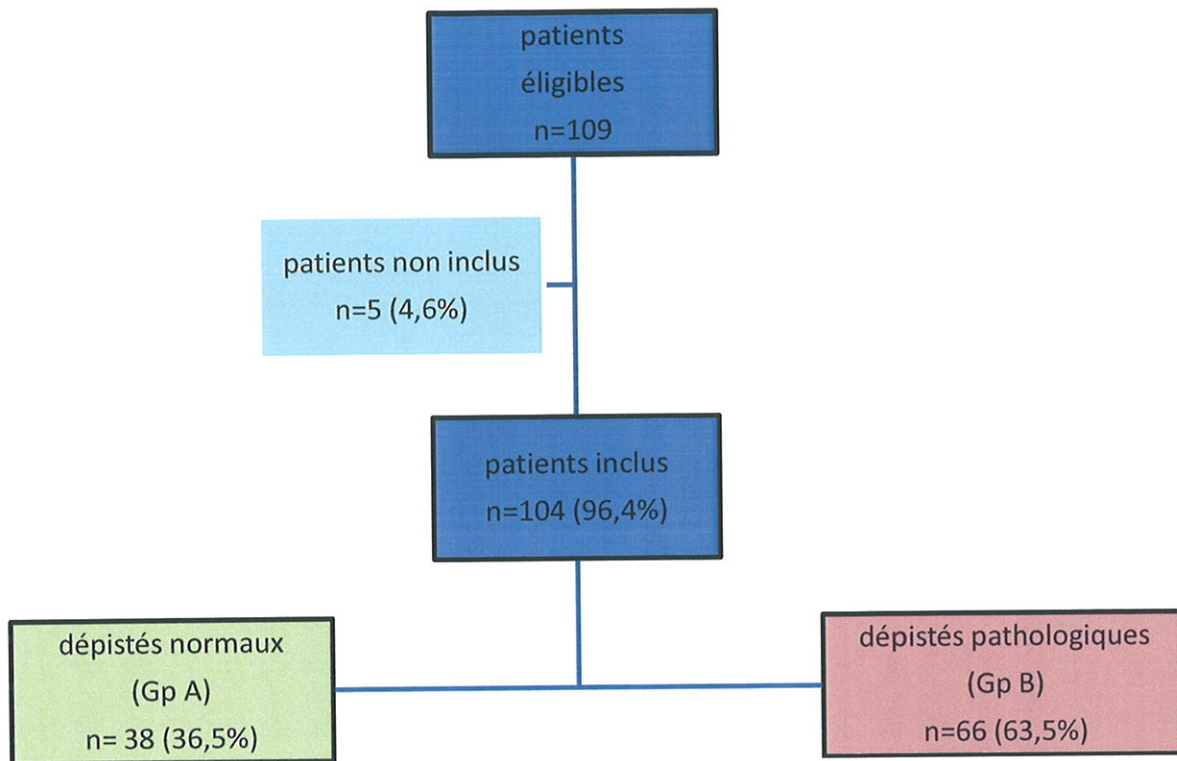 patients
éligibles
n=109
patients non inclus
n=5 (4,6%)
patients inclus
n=104 (96,4%)
dépistés normaux
(Gp A)
n= 38 (36,5%)
dépistés pathologiques
(Gp B)
n=66 (63,5%)